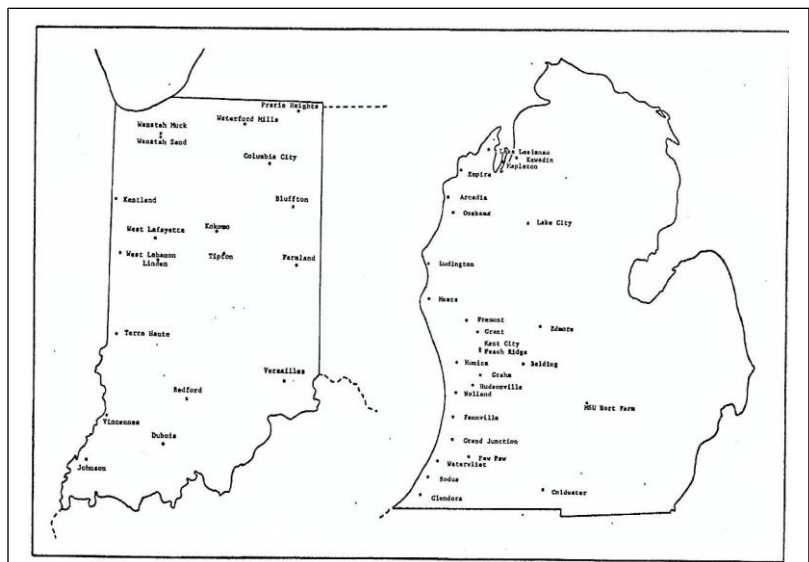 Prarie Heights
Waterford Mills
Wanatah Muck
Wanatah Sand
Columbia City
Kentland
Bluffton
West Lafayette
Kokomo
West Lebanon
Linden
Tipton
Farmland
Terre Haute
Versailles
Bedford
Vincennes
Dubois
Johnson
Leelanau
Kewadin
Mapleton
Empire
Arcadia
Onekama
Lake City
Ludington
Mears
Fremont
Edmore
Grant
Kent City
Peach Ridge
Nunica
Belding
Graham
Hudsonville
Holland
MSU Hort Farm
Fennville
Grand Junction
Paw Paw
Watervliet
Sodus
Coldwater
Glendora